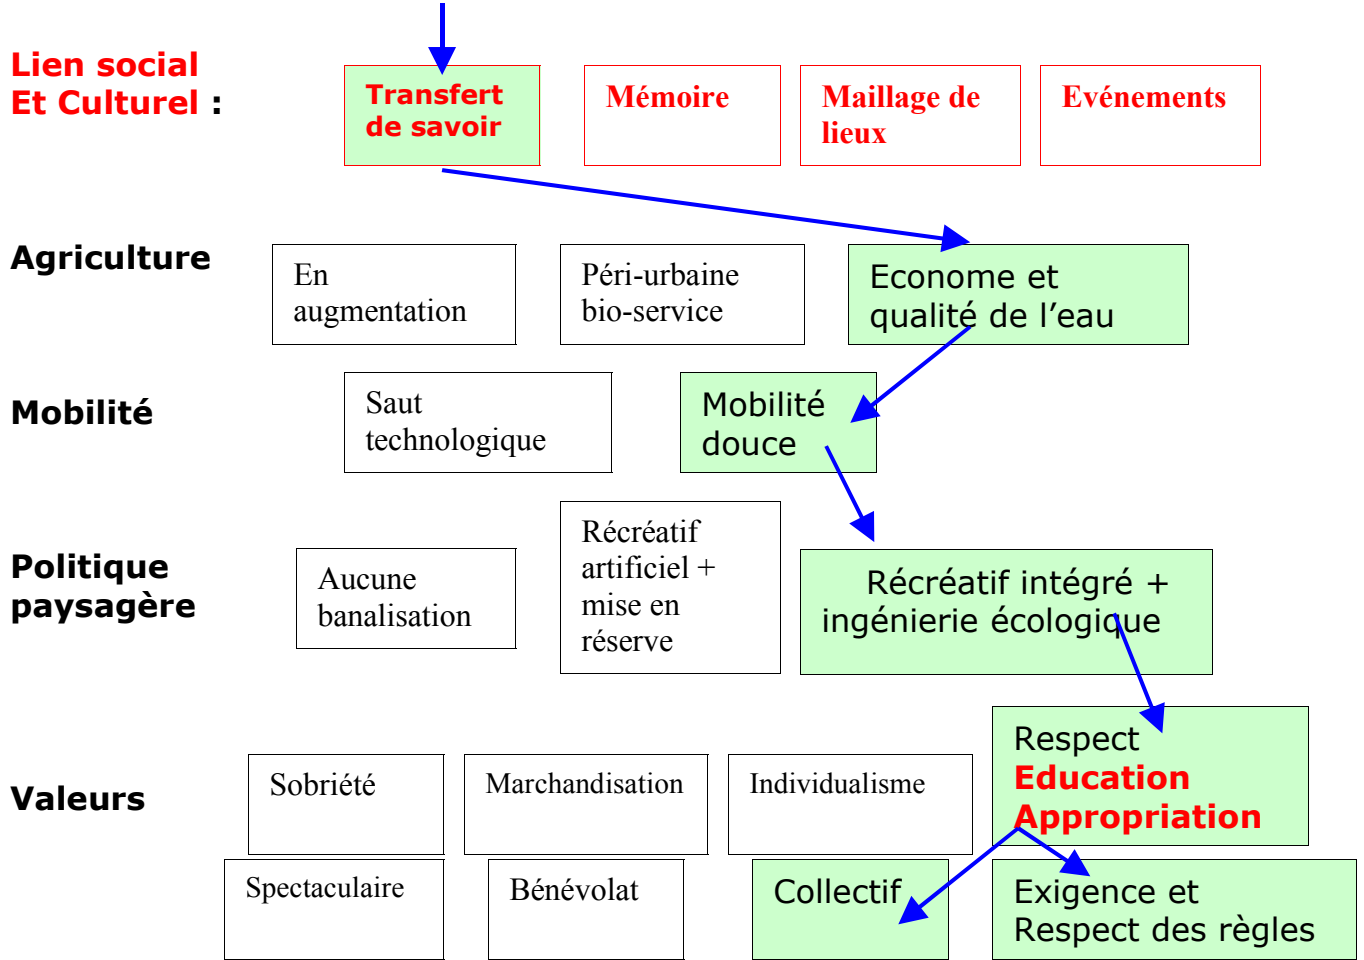 Lien social
Et Culturel :
Transfert
de savoir
Mémoire
Maillage de
lieux
Evénements
Agriculture
En
augmentation
Péri-urbaine
bio-service
Econome et
qualité de l’eau
Mobilité
Saut
technologique
Mobilité
douce
Politique
paysagère
Aucune
banalisation
Récréatif
artificiel +
mise en
réserve
Récréatif intégré +
ingénierie écologique
Valeurs
Sobriété
Marchandisation
Individualisme
Respect
Education
Appropriation
Spectaculaire
Bénévolat
Collectif
Exigence et
Respect des règles